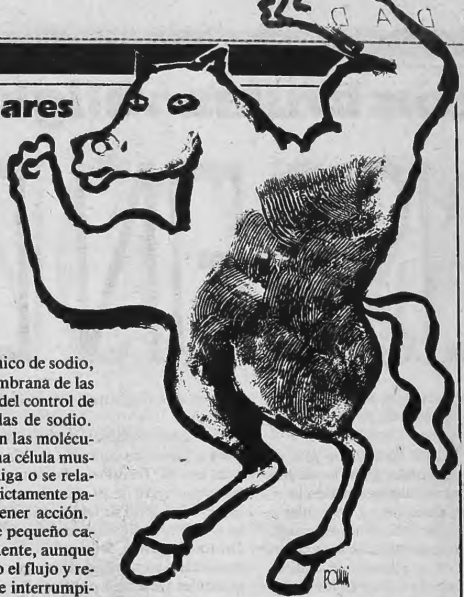 D A D
ares
nico de sodio,
mbrana de las
del control de
las de sodio.
n las molécu-
na célula mus-
iga o se rela-
ictamente pa-
ener acción.
e pequeño ca-
ente, aunque
o el flujo y re-
e interrumpi-